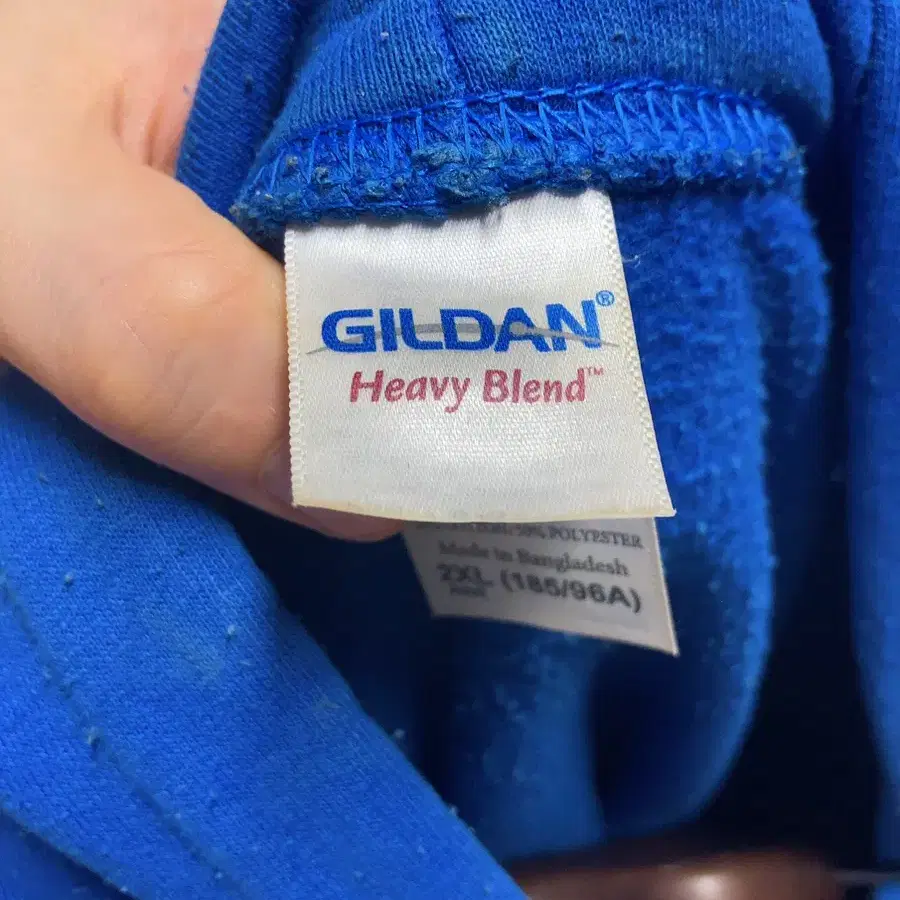 GILDAN®
Heavy Blend™
50% POLYESTER
Made in Bangladesh
2XL (185/96A)